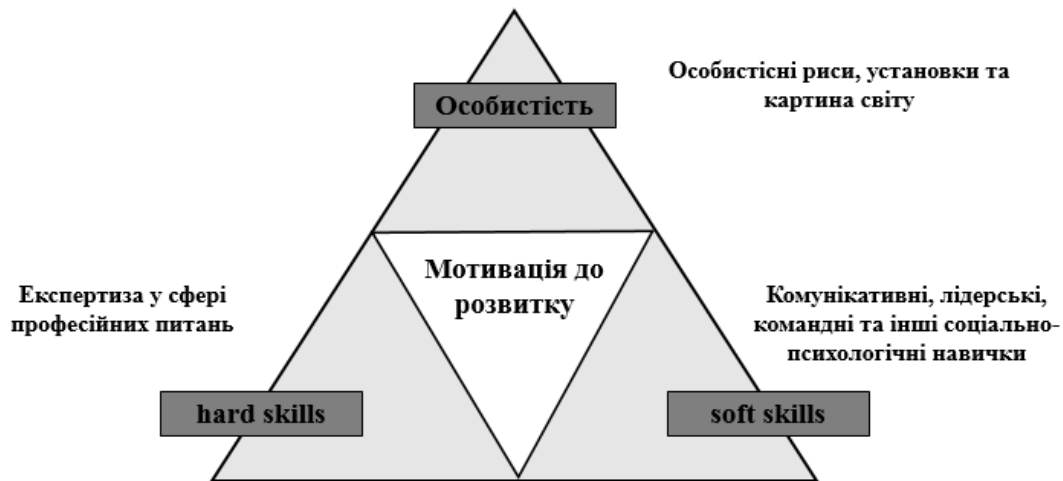 Особистість
Особистісні риси, установки та
картина світу
Мотивація до
розвитку
Експертиза у сфері
професійних питань
Комунікативні, лідерські,
командні та інші соціально-
психологічні навички
hard skills
soft skills